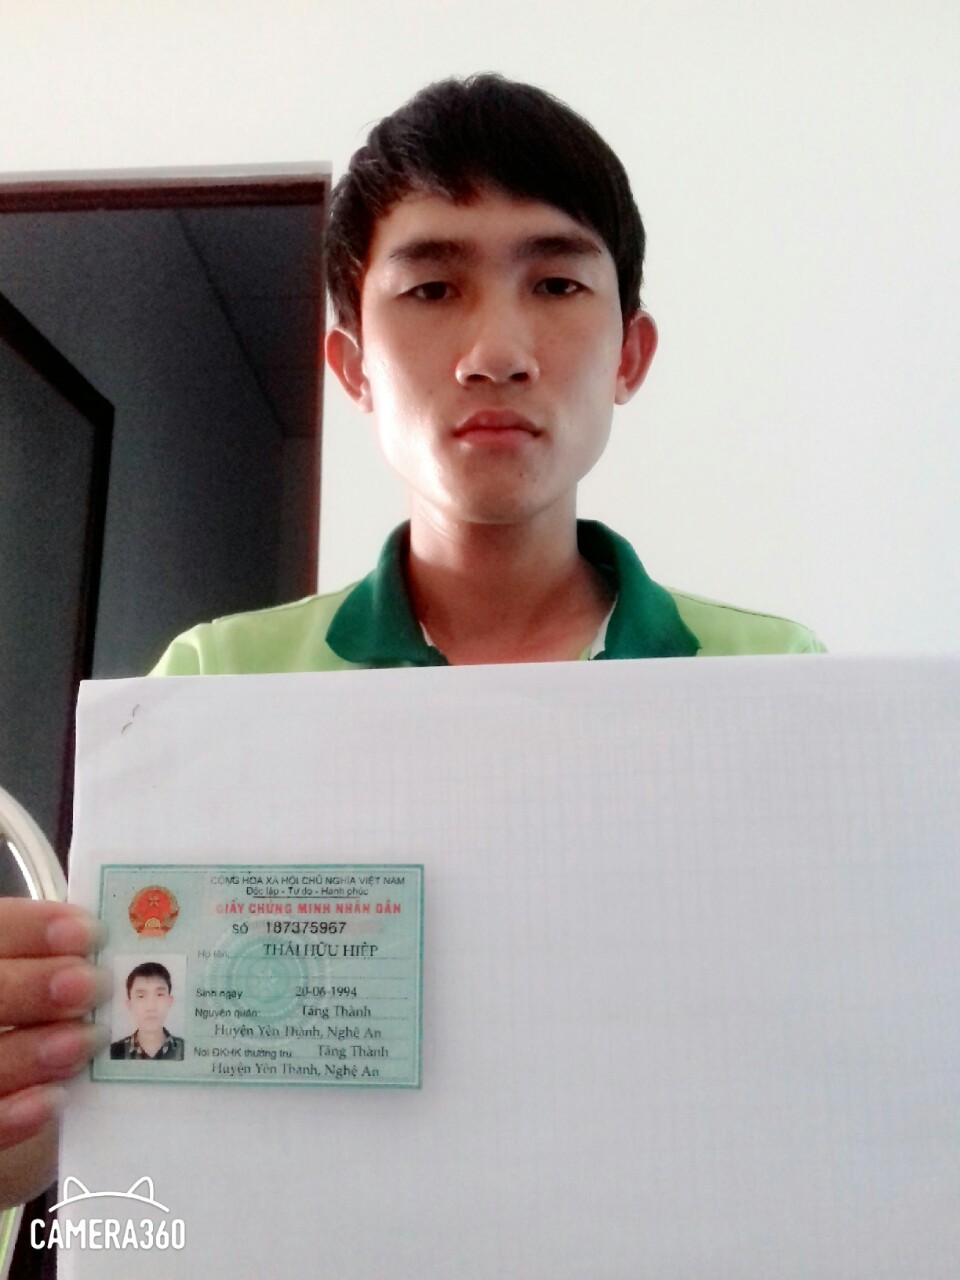 CỘNG HÒA XÃ HỘI CHỦ NGHĨA VIỆT NAM
Độc lập - Tự do - Hạnh phúc
GIẤY CHỨNG MINH NHÂN DÂN
SỐ 187375967
Họ tên: THÁI HỮU HIỆP
Sinh ngày 20-06-1994
Nguyên quán: Tăng Thành
Huyện Yên Thành, Nghệ An
Nơi ĐKHK thường trú Tăng Thành
Huyện Yên Thành, Nghệ An
CAMERA360